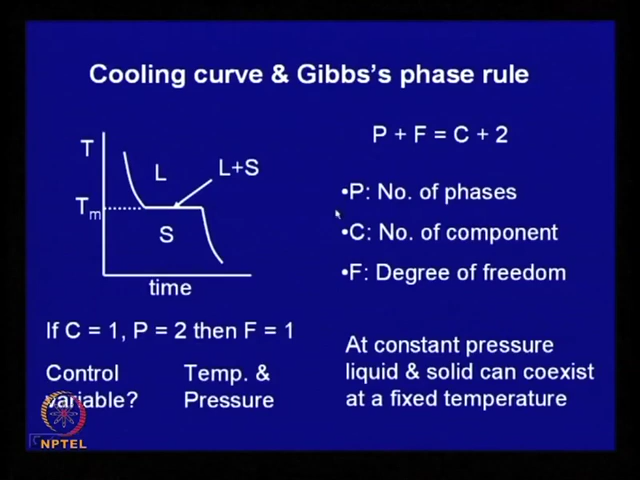 Cooling curve & Gibbs's phase rule
T
L
L+S
Tm
S
time
P + F = C + 2
•P: No. of phases
•C: No. of component
•F: Degree of freedom
If C = 1, P = 2 then F = 1
Control
Variable?
Temp. &
Pressure
At constant pressure
liquid & solid can coexist
at a fixed temperature
NPTEL